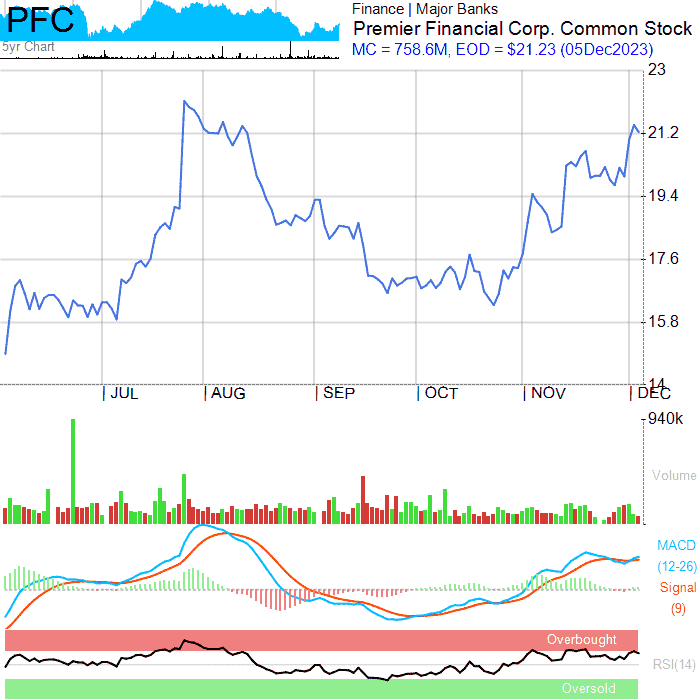 PFC
5yr Chart
Finance | Major Banks
Premier Financial Corp. Common Stock
MC = 758.6M, EOD = $21.23 (05Dec2023)
23
21.2
19.4
17.6
15.8
14
| JUL | AUG | SEP | OCT | NOV | DEC
940k
Volume
MACD
(12-26)
Signal
(9)
Overbought
RSI(14)
Oversold